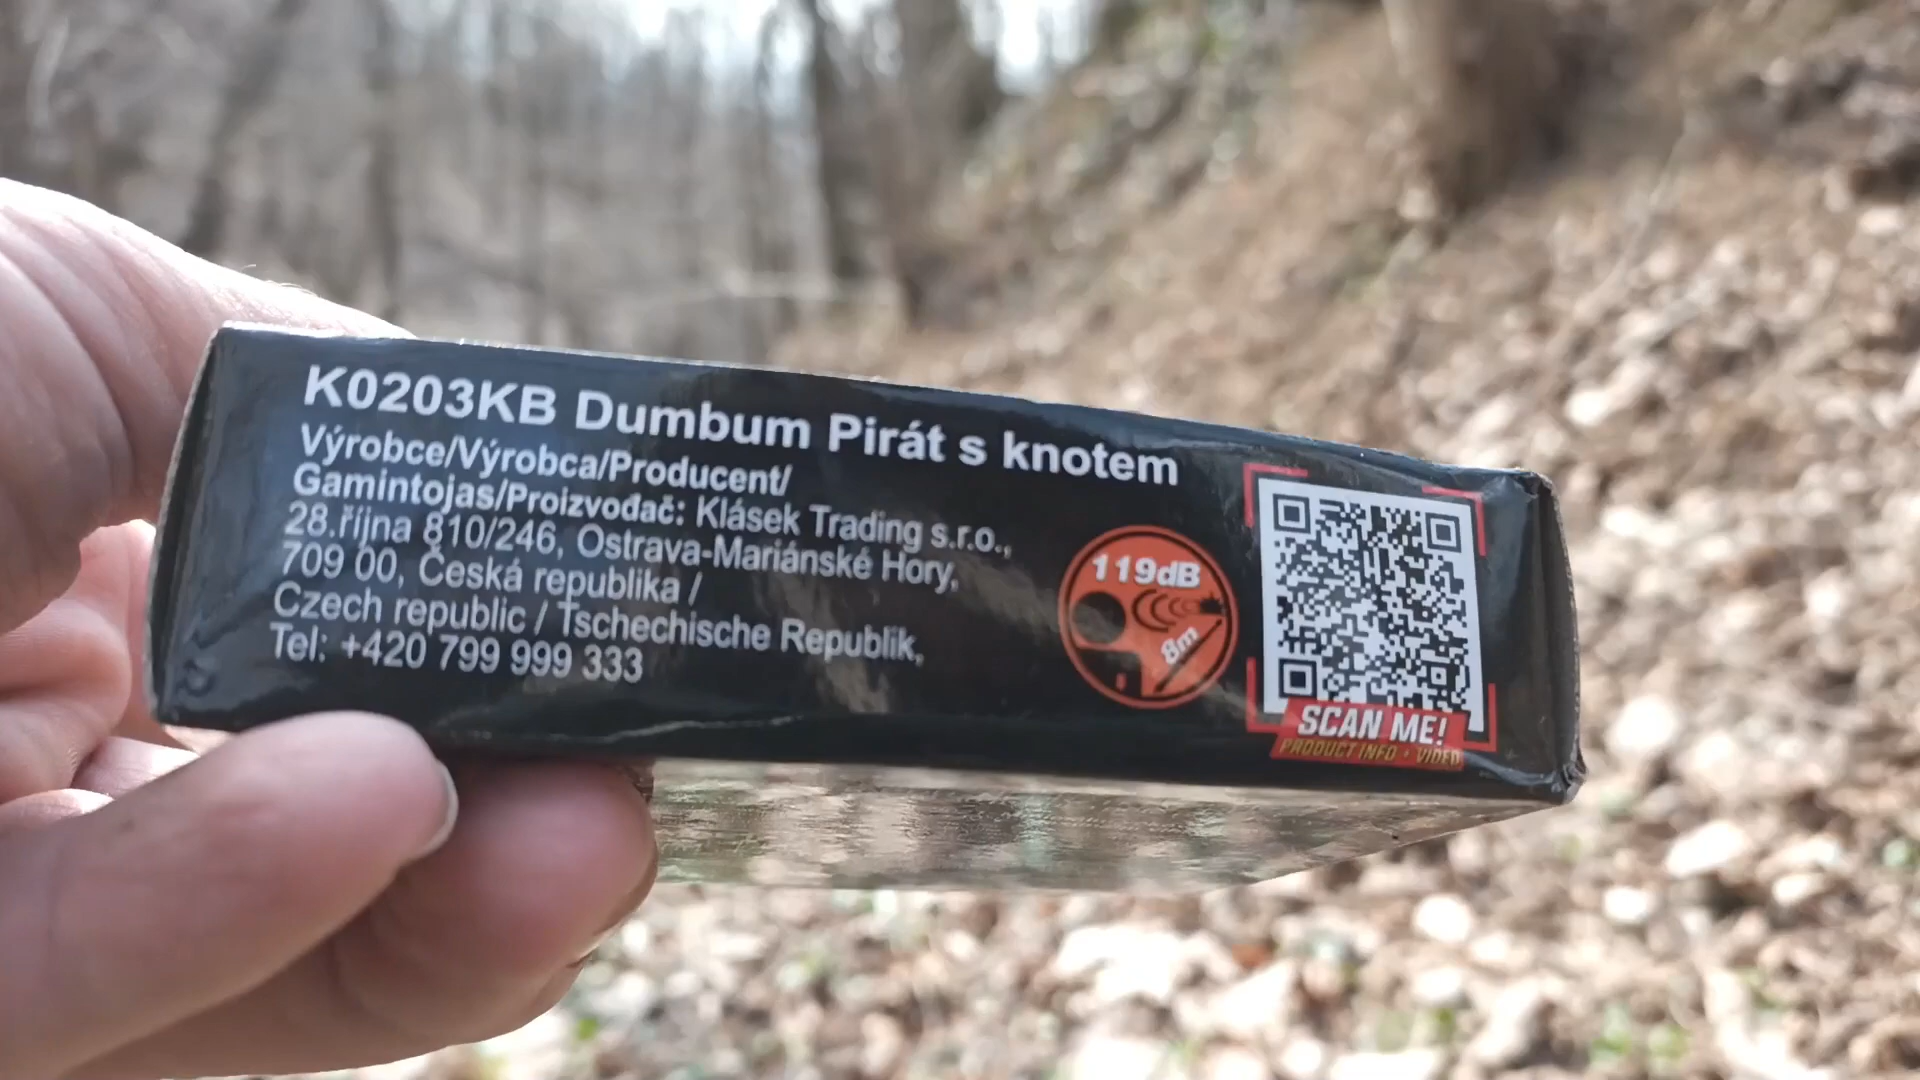 K0203KB Dumbum Pirát s knotem
Výrobce/Výrobca/Producent/
Gamintojas/Proizvođač: Klásek Trading s.r.o.,
28.října 810/246, Ostrava-Mariánské Hory,
709 00, Česká republika /
Czech republic / Tschechische Republik,
Tel: +420 799 999 333
119dB
8m
SCAN ME!
PRODUCT INFO + VIDEO